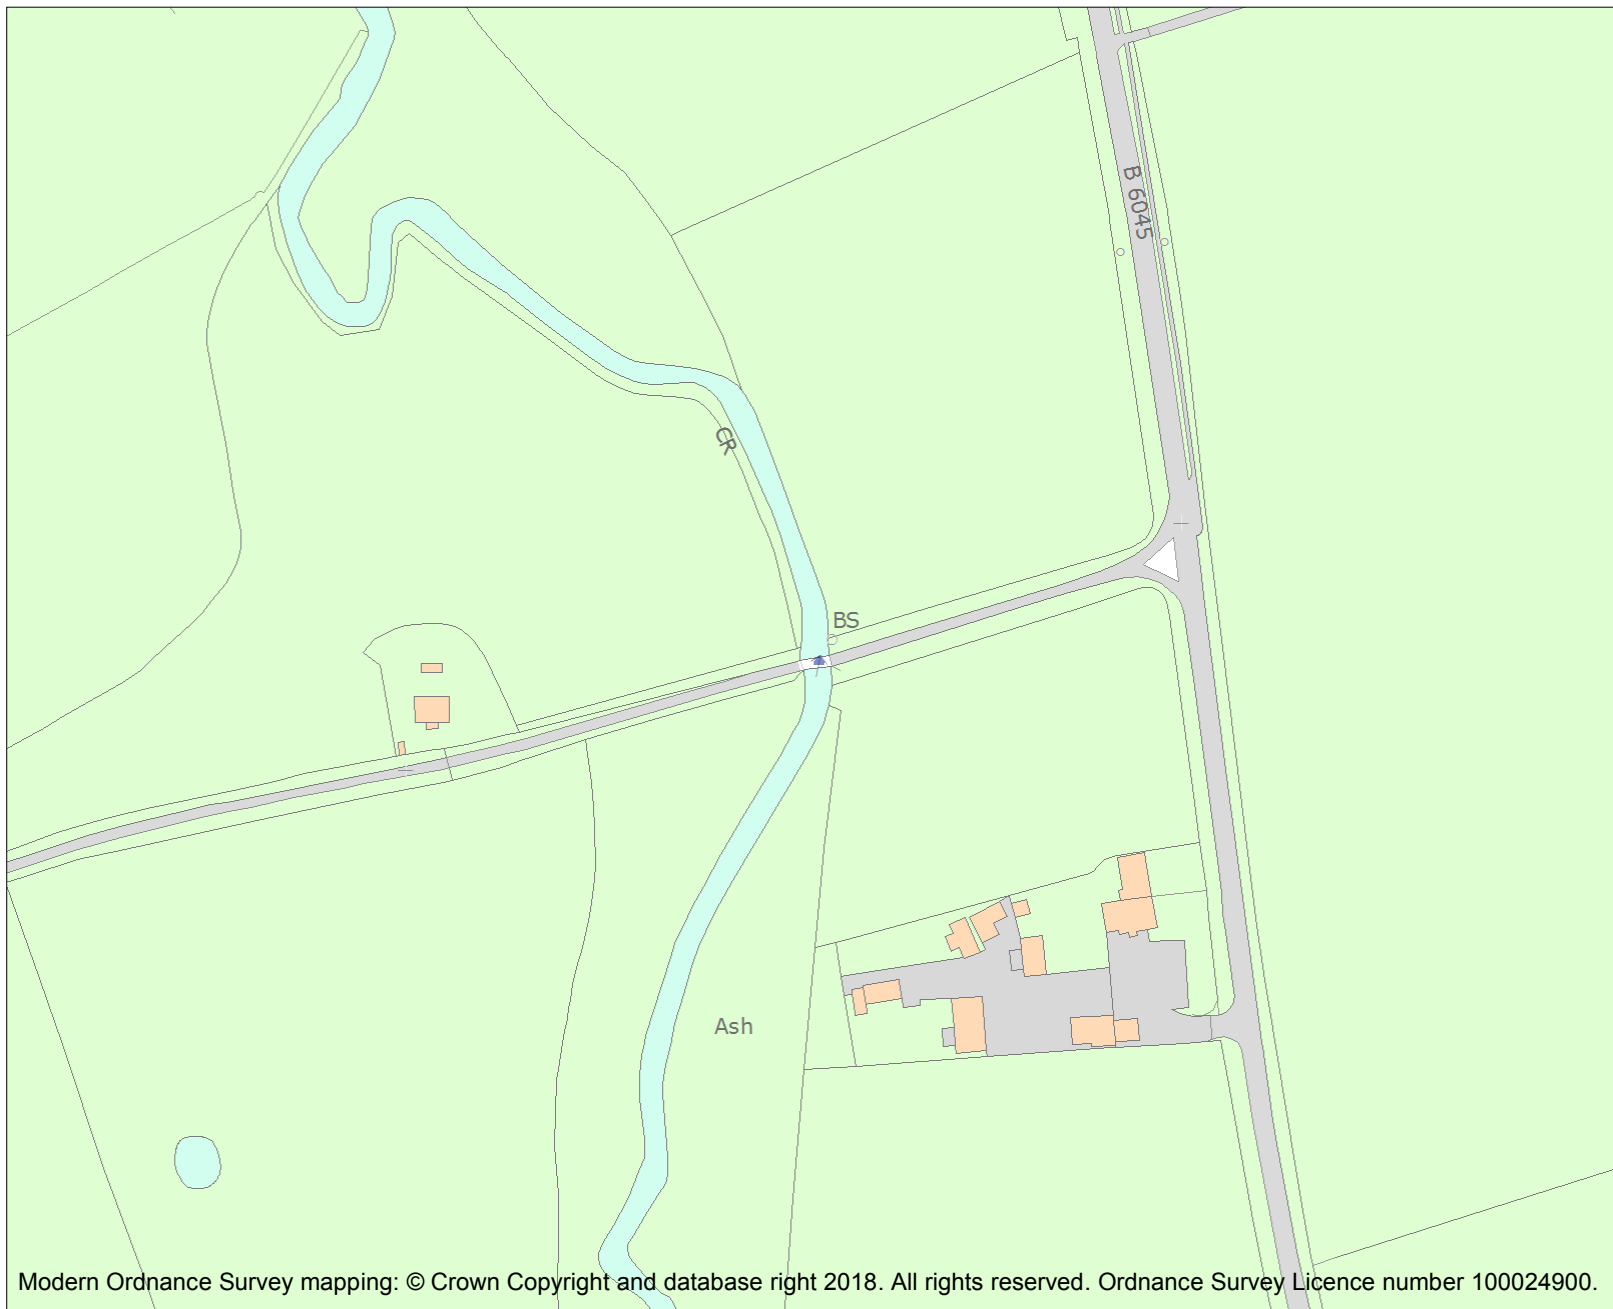 B 6045
CR
BS
Ash
Modern Ordnance Survey mapping: © Crown Copyright and database right 2018. All rights reserved. Ordnance Survey Licence number 100024900.